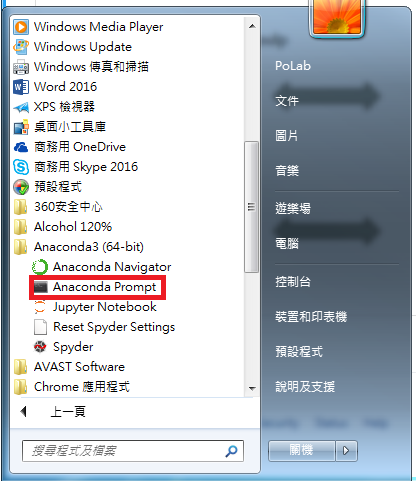 Windows Media Player
Windows Update
Windows 傳真和掃描
Word 2016
XPS 檢視器
桌面小工具庫
商務用 OneDrive
商務用 Skype 2016
預設程式
360安全中心
Alcohol 120%
Anaconda3 (64-bit)
Anaconda Navigator
Anaconda Prompt
Jupyter Notebook
Reset Spyder Settings
Spyder
AVAST Software
Chrome 應用程式
上一頁
搜尋程式及檔案
PoLab
文件
圖片
音樂
遊樂場
電腦
控制台
裝置和印表機
預設程式
說明及支援
關機